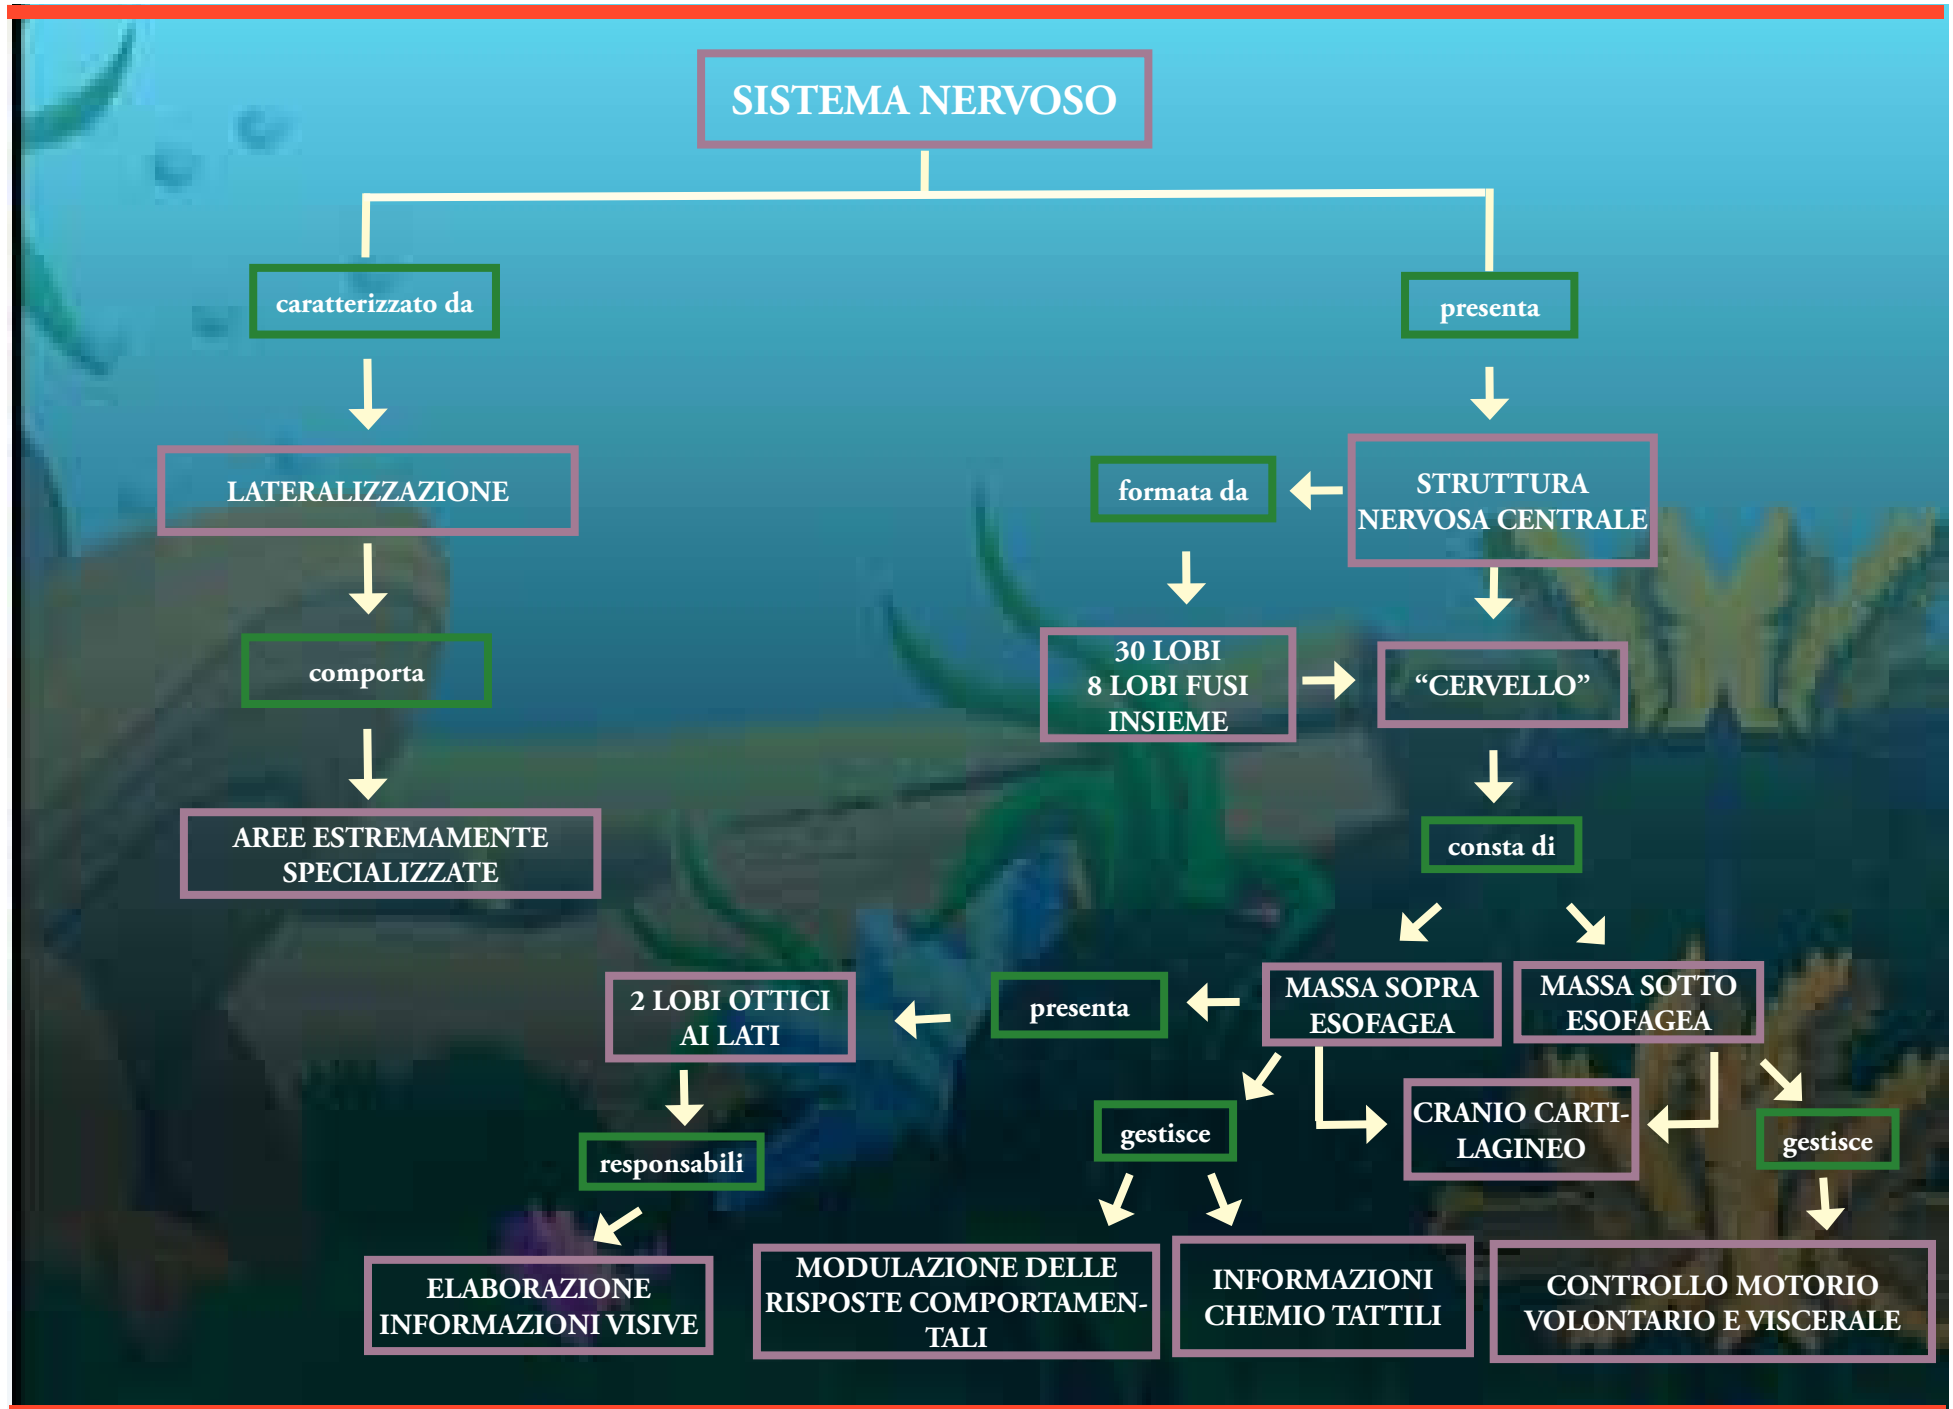 SISTEMA NERVOSO
caratterizzato da
presenta
LATERALIZZAZIONE
formata da
STRUTTURA
NERVOSA CENTRALE
comporta
30 LOBI
8 LOBI FUSI
INSIEME
“CERVELLO”
AREE ESTREMAMENTE
SPECIALIZZATE
consta di
2 LOBI OTTICI
AI LATI
presenta
MASSA SOPRA
ESOFAGEA
MASSA SOTTO
ESOFAGEA
responsabili
gestisce
CRANIO CARTI-
LAGINEO
gestisce
ELABORAZIONE
INFORMAZIONI VISIVE
MODULAZIONE DELLE
RISPOSTE COMPORTAMEN-
TALI
INFORMAZIONI
CHEMIO TATTILI
CONTROLLO MOTORIO
VOLONTARIO E VISCERALE